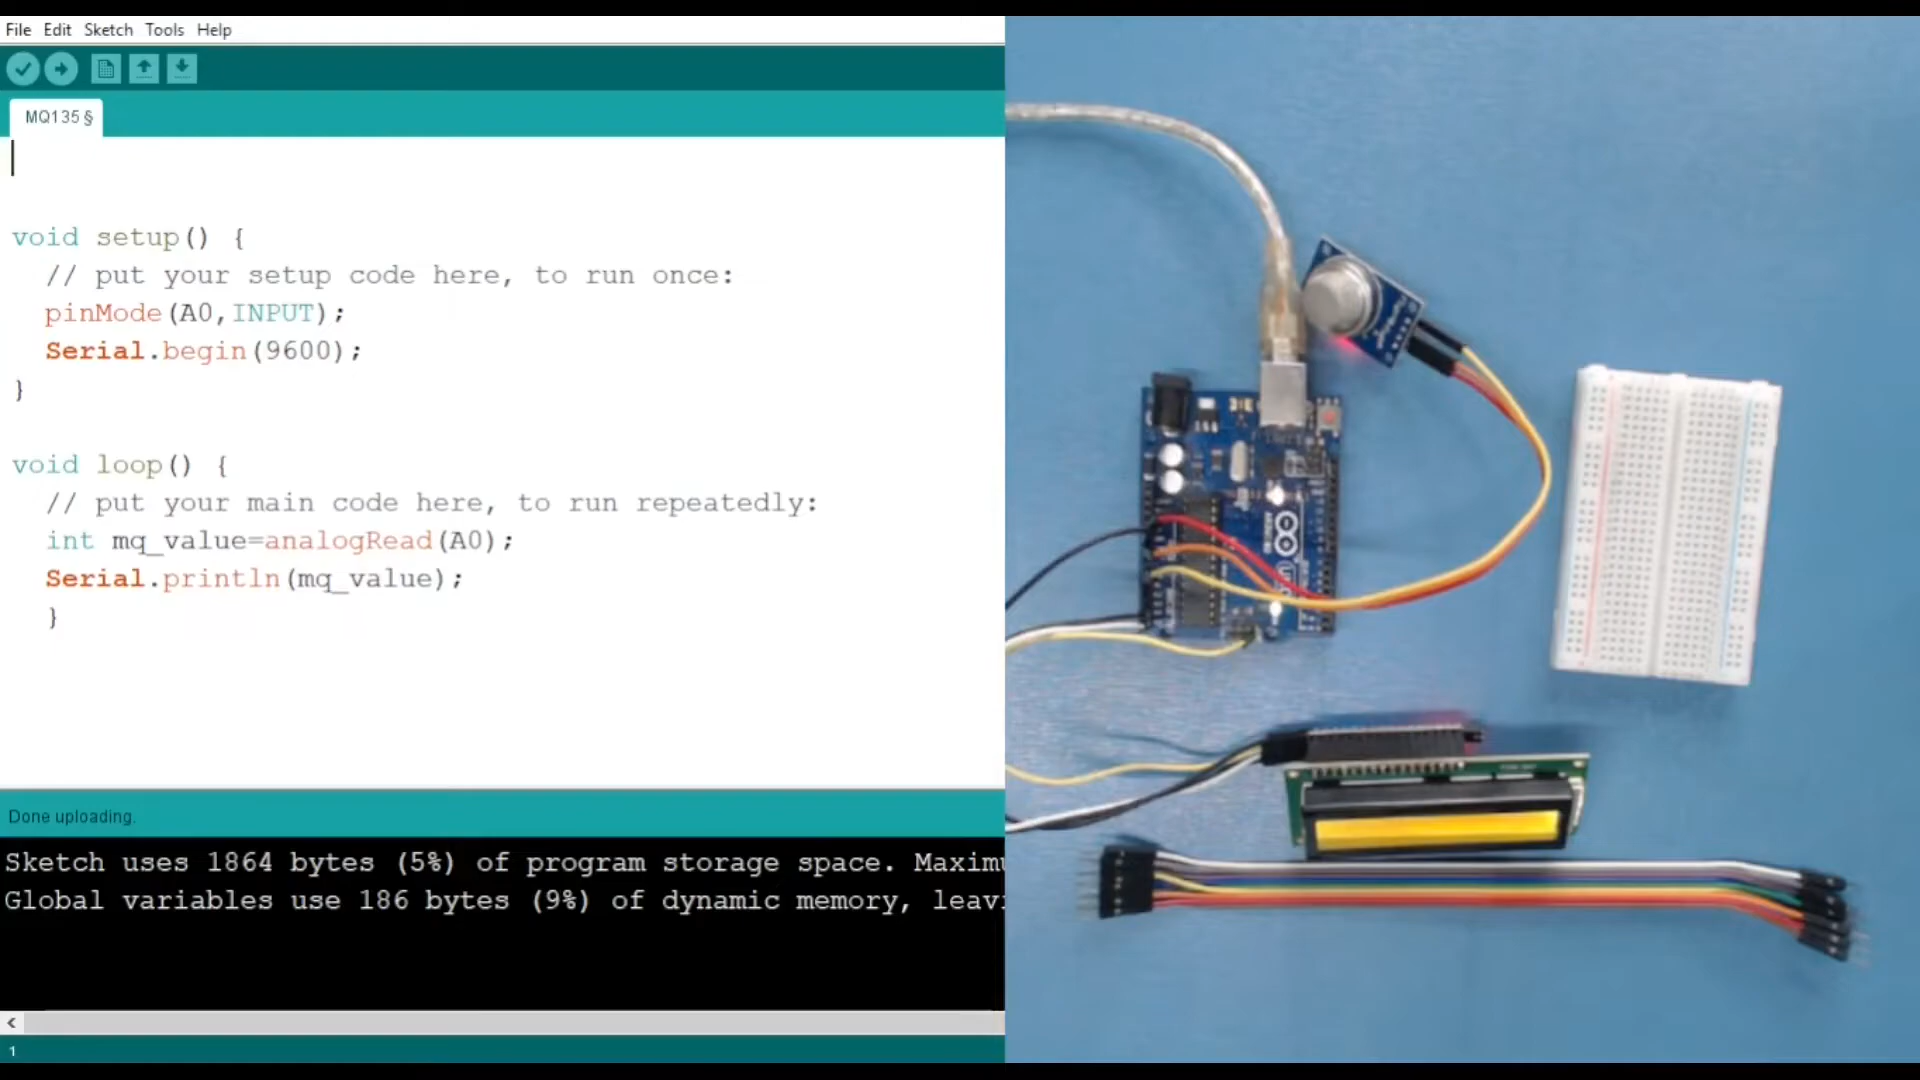 File Edit Sketch Tools Help
MQ135 §
void setup() {
// put your setup code here, to run once:
pinMode(A0,INPUT);
Serial.begin(9600);
}
void loop() {
// put your main code here, to run repeatedly:
int mq_value=analogRead(A0);
Serial.println(mq_value);
}
Done uploading.
Sketch uses 1864 bytes (5%) of program storage space. Maximu
Global variables use 186 bytes (9%) of dynamic memory, leavi
1